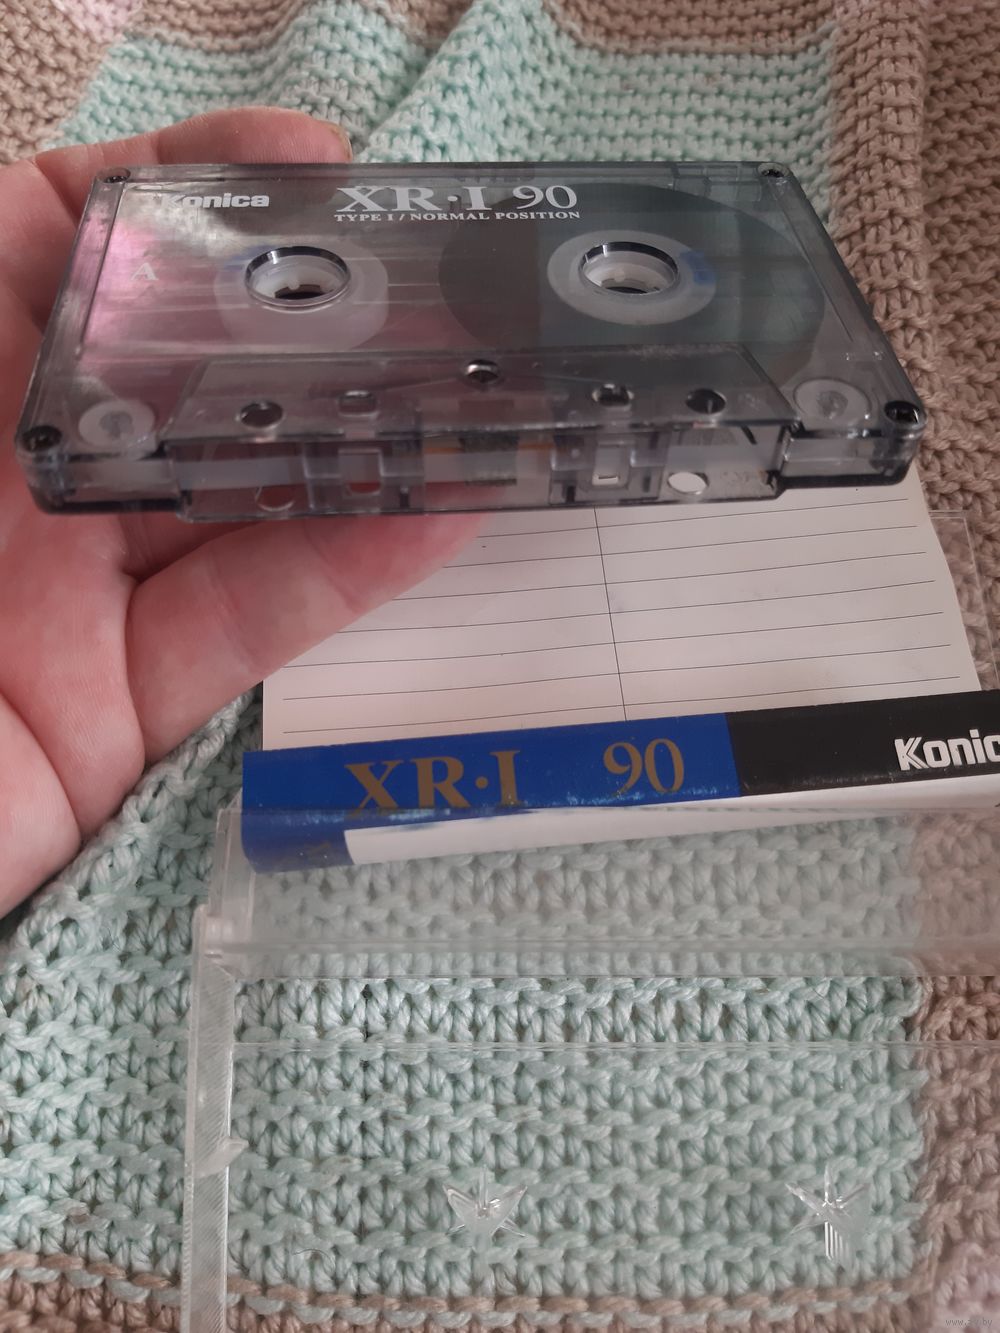 Konica
XR·I 90
TYPE I / NORMAL POSITION
A
XR·I 90
Konic